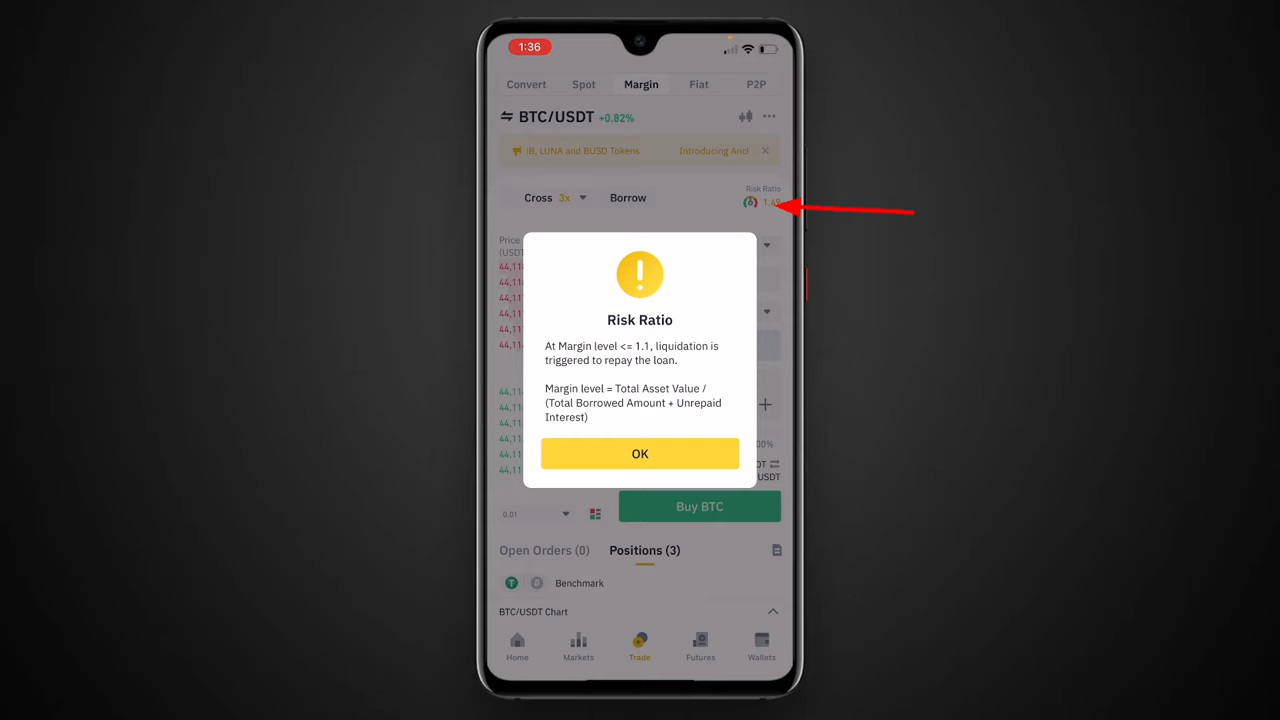 1:36
Convert Spot Margin Fiat P2P
BTC/USDT +0.82%
IB, LUNA and BUSD Tokens Introducing Ancl
Risk Ratio
Cross 3x Borrow
Price
(USDT
Risk Ratio
At Margin level <= 1.1, liquidation is
triggered to repay the loan.
Margin level = Total Asset Value /
(Total Borrowed Amount + Unrepaid
Interest)
OK
USDT
Buy BTC
0.01
Open Orders (0) Positions (3)
Benchmark
BTC/USDT Chart
Home Markets Trade Futures Wallets